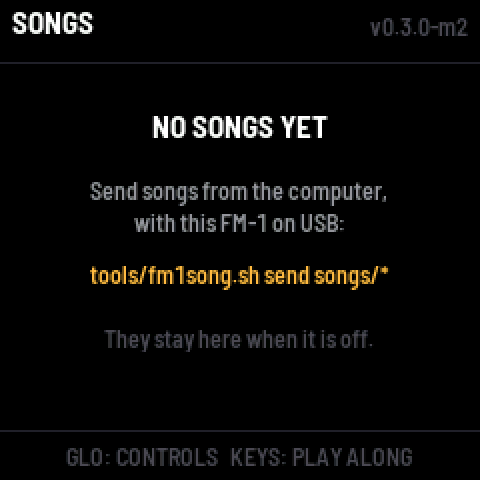 SONGS
v0.3.0-m2
NO SONGS YET
Send songs from the computer,
with this FM-1 on USB:
tools/fm1song.sh send songs/*
They stay here when it is off.
GLO: CONTROLS KEYS: PLAY ALONG